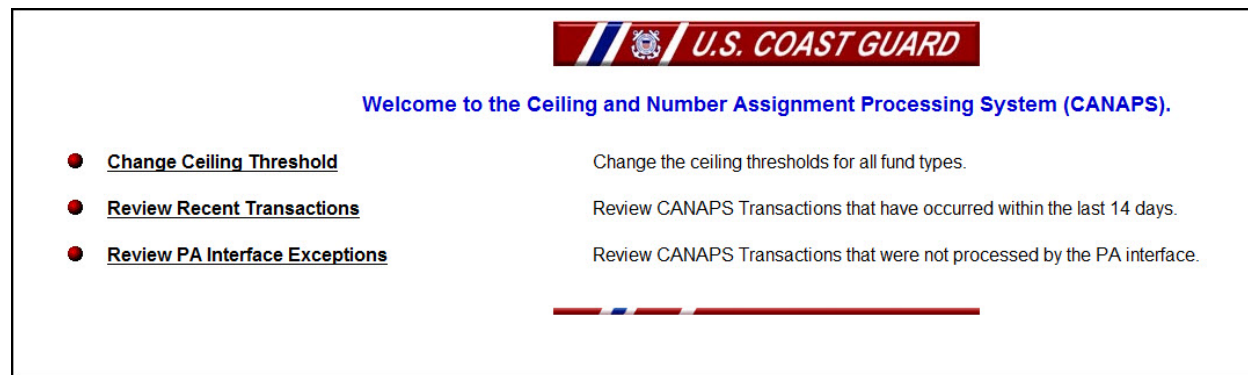 U.S. COAST GUARD
Welcome to the Ceiling and Number Assignment Processing System (CANAPS).
Change Ceiling Threshold Change the ceiling thresholds for all fund types.
Review Recent Transactions Review CANAPS Transactions that have occurred within the last 14 days.
Review PA Interface Exceptions Review CANAPS Transactions that were not processed by the PA interface.